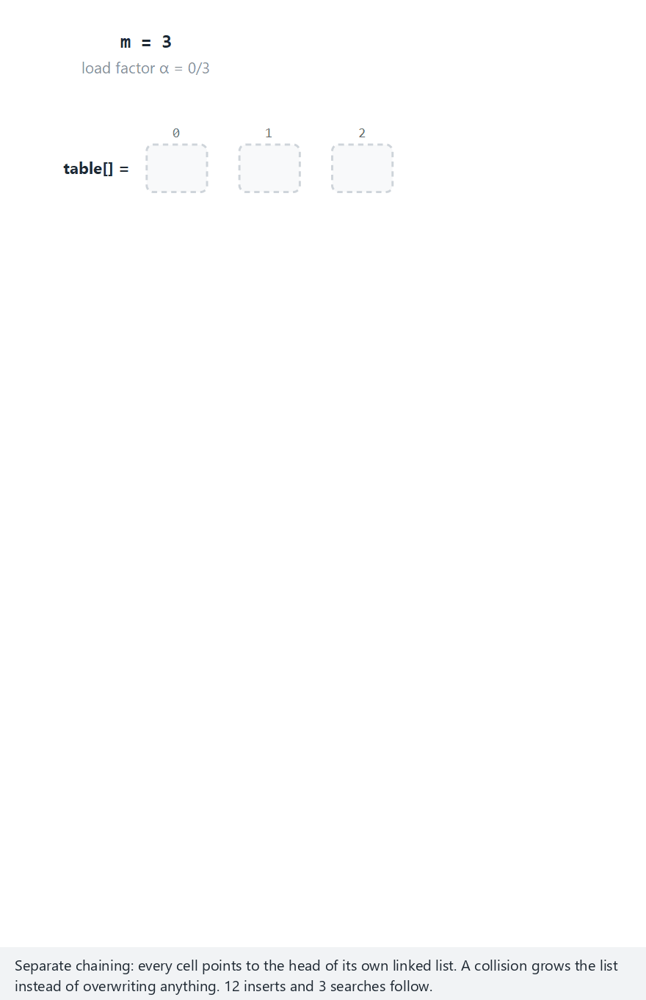 m = 3
load factor α = 0/3
0 1 2
table[] =
Separate chaining: every cell points to the head of its own linked list. A collision grows the list
instead of overwriting anything. 12 inserts and 3 searches follow.